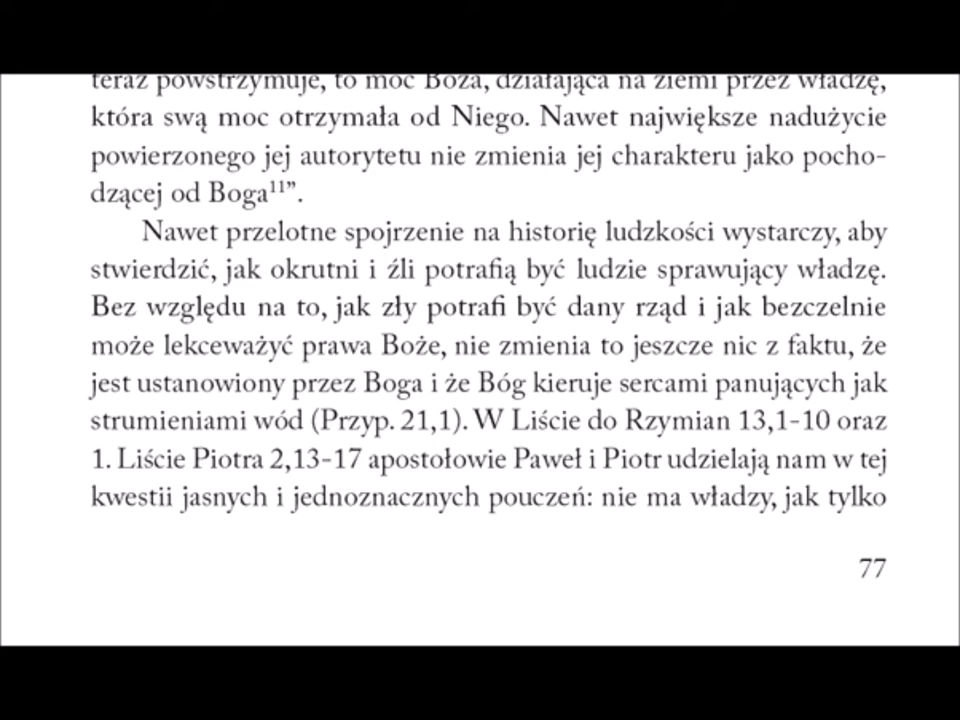 teraz powstrzymuje, to moc Boża, działająca na ziemi przez władzę,
która swą moc otrzymała od Niego. Nawet największe nadużycie
powierzonego jej autorytetu nie zmienia jej charakteru jako pocho-
dzącej od Boga¹¹”.
Nawet przelotne spojrzenie na historię ludzkości wystarczy, aby
stwierdzić, jak okrutni i źli potrafią być ludzie sprawujący władzę.
Bez względu na to, jak zły potrafi być dany rząd i jak bezczelnie
może lekceważyć prawa Boże, nie zmienia to jeszcze nic z faktu, że
jest ustanowiony przez Boga i że Bóg kieruje sercami panujących jak
strumieniami wód (Przyp. 21,1). W Liście do Rzymian 13,1-10 oraz
1. Liście Piotra 2,13-17 apostołowie Paweł i Piotr udzielają nam w tej
kwestii jasnych i jednoznacznych pouczeń: nie ma władzy, jak tylko
77